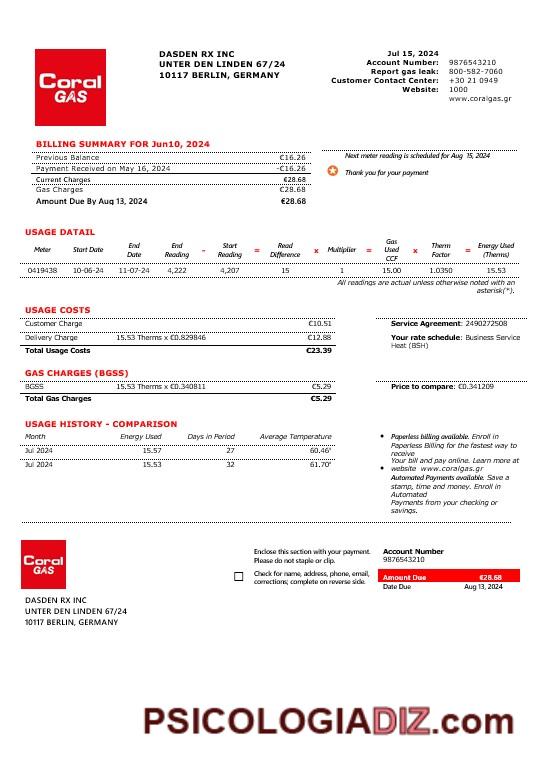 Coral
GAS
DASDEN RX INC
UNTER DEN LINDEN 67/24
10117 BERLIN, GERMANY
Jul 15, 2024
Account Number: 9876543210
Report gas leak: 800-582-7060
Customer Contact Center: +30 21 0949
Website: 1000
www.coralgas.gr
BILLING SUMMARY FOR Jun10, 2024
Previous Balance €16.26
Payment Received on May 16, 2024 -€16.26
Current Charges €28.68
Gas Charges €28.68
Amount Due By Aug 13, 2024 €28.68
Next meter reading is scheduled for Aug 15, 2024
Thank you for your payment
USAGE DATAIL
Meter Start Date End Date End Reading - Start Reading = Read Difference x Multiplier = Gas Used CCF x Therm Factor = Energy Used (Therms)
0419438 10-06-24 11-07-24 4,222 4,207 15 1 15.00 1.0350 15.53
All readings are actual unless otherwise noted with an
asterisk(*).
USAGE COSTS
Customer Charge €10.51
Delivery Charge 15.53 Therms x €0.829846 €12.88
Total Usage Costs €23.39
Service Agreement: 2490272508
Your rate schedule: Business Service
Heat (BSH)
GAS CHARGES (BGSS)
BGSS 15.53 Therms x €0.340811 €5.29
Total Gas Charges €5.29
Price to compare: €0.341209
USAGE HISTORY - COMPARISON
Month Energy Used Days in Period Average Temperature
Jul 2024 15.57 27 60.46°
Jul 2024 15.53 32 61.70°
• Paperless billing available. Enroll in
Paperless Billing for the fastest way to
receive
Your bill and pay online. Learn more at
• website www.coralgas.gr
Automated Payments available. Save a
stamp, time and money. Enroll in
Automated
Payments from your checking or
savings.
Coral
GAS
DASDEN RX INC
UNTER DEN LINDEN 67/24
10117 BERLIN, GERMANY
Enclose this section with your payment.
Please do not staple or clip.
Check for name, address, phone, email,
corrections; complete on reverse side.
Account Number
9876543210
Amount Due €28.68
Date Due Aug 13, 2024
PSICOLOGIADIZ.com